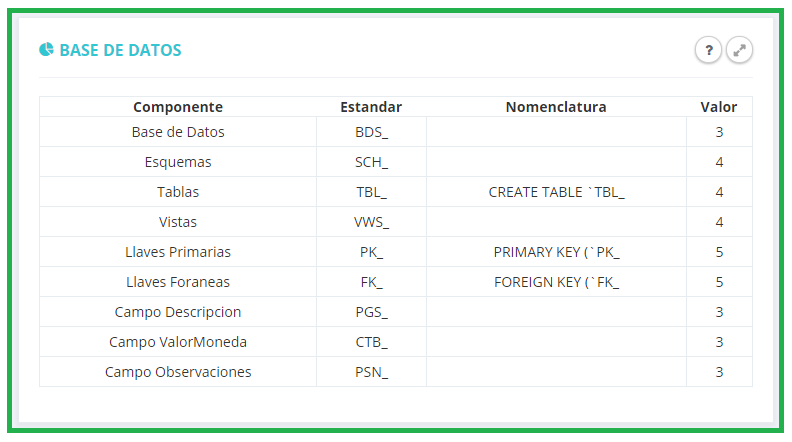 BASE DE DATOS
?
Componente Estandar Nomenclatura Valor
Base de Datos BDS_ 3
Esquemas SCH_ 4
Tablas TBL_ CREATE TABLE `TBL_ 4
Vistas VWS_ 4
Llaves Primarias PK_ PRIMARY KEY (`PK_ 5
Llaves Foraneas FK_ FOREIGN KEY (`FK_ 5
Campo Descripcion PGS_ 3
Campo ValorMoneda CTB_ 3
Campo Observaciones PSN_ 3